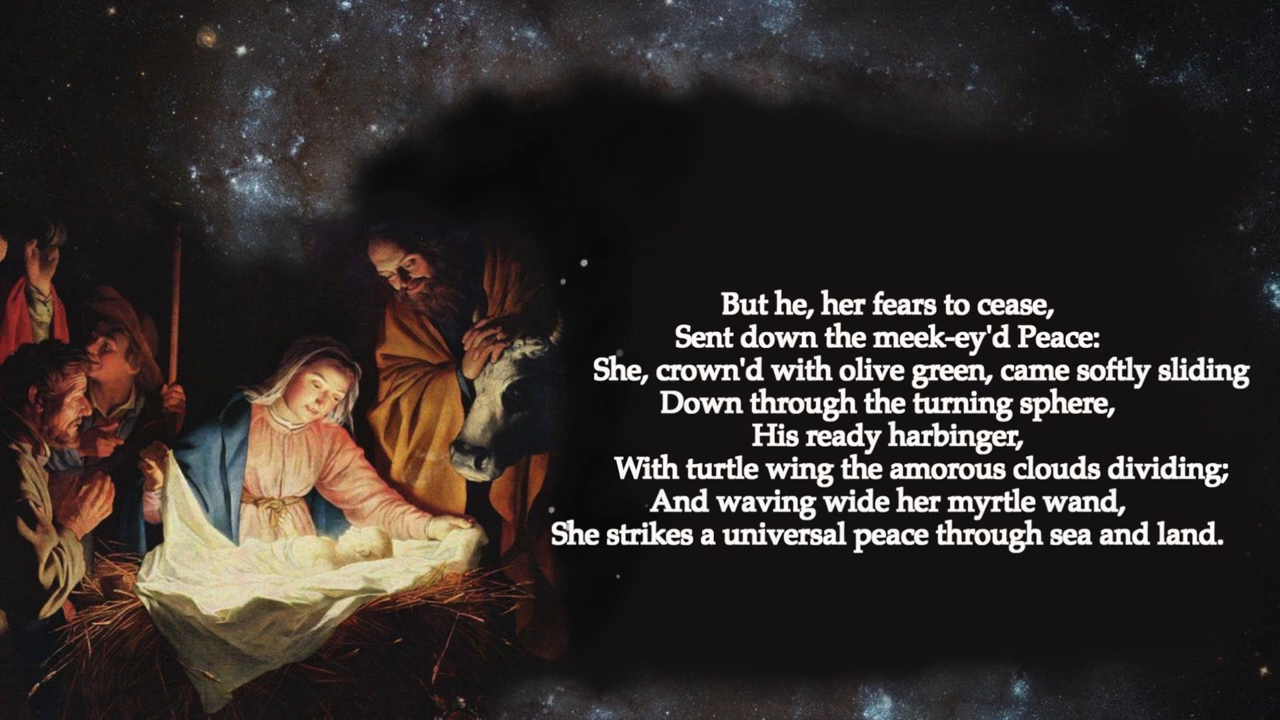 But he, her fears to cease,
Sent down the meek-ey'd Peace:
She, crown'd with olive green, came softly sliding
Down through the turning sphere,
His ready harbinger,
With turtle wing the amorous clouds dividing;
And waving wide her myrtle wand,
She strikes a universal peace through sea and land.